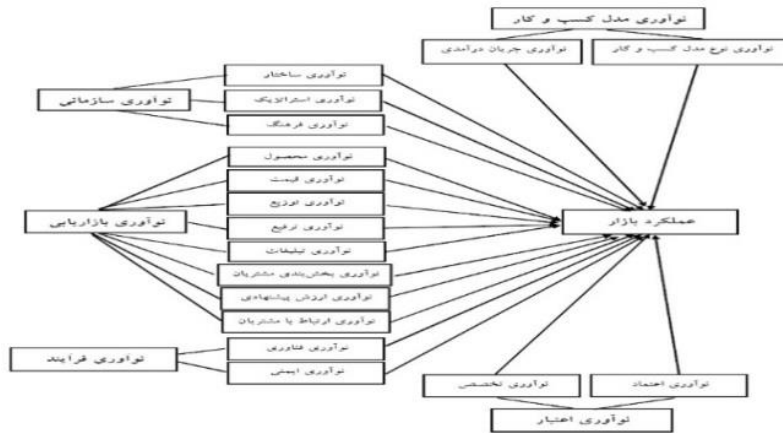 نوآوری مدل کسب و کار
نوآوری نوع مدل کسب و کار
نوآوری جریان درآمدی
نوآوری سازمانی
نوآوری ساختار
نوآوری استراتژیک
نوآوری فرهنگ
نوآوری بازاریابی
نوآوری محصول
نوآوری قیمت
نوآوری توزیع
نوآوری ترفیع
نوآوری تبلیغات
نوآوری بخش‌بندی مشتریان
نوآوری ارزش پیشنهادی
نوآوری ارتباط با مشتریان
عملکرد بازار
نوآوری فرآیند
نوآوری فناوری
نوآوری ایمنی
نوآوری اعتماد
نوآوری تخصصی
نوآوری اعتبار